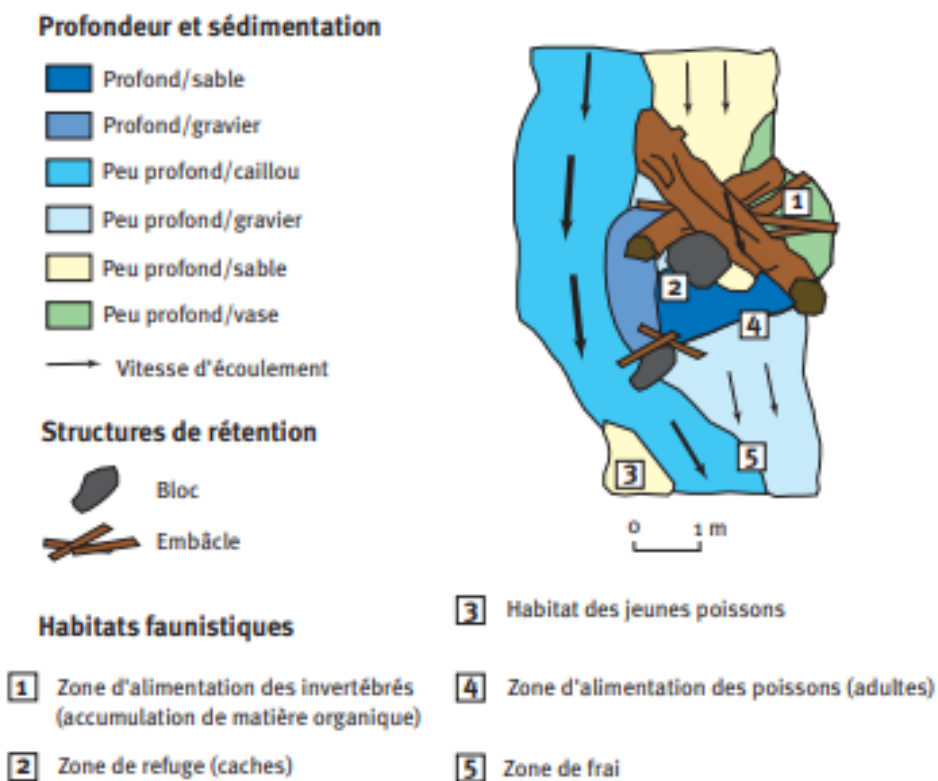 Profondeur et sédimentation
Profond/sable
Profond/gravier
Peu profond/caillou
Peu profond/gravier
Peu profond/sable
Peu profond/vase
Vitesse d'écoulement
Structures de rétention
Bloc
Embâcle
1
2
4
5
3
0 1 m
Habitats faunistiques
1 Zone d'alimentation des invertébrés
(accumulation de matière organique)
2 Zone de refuge (caches)
3 Habitat des jeunes poissons
4 Zone d'alimentation des poissons (adultes)
5 Zone de frai